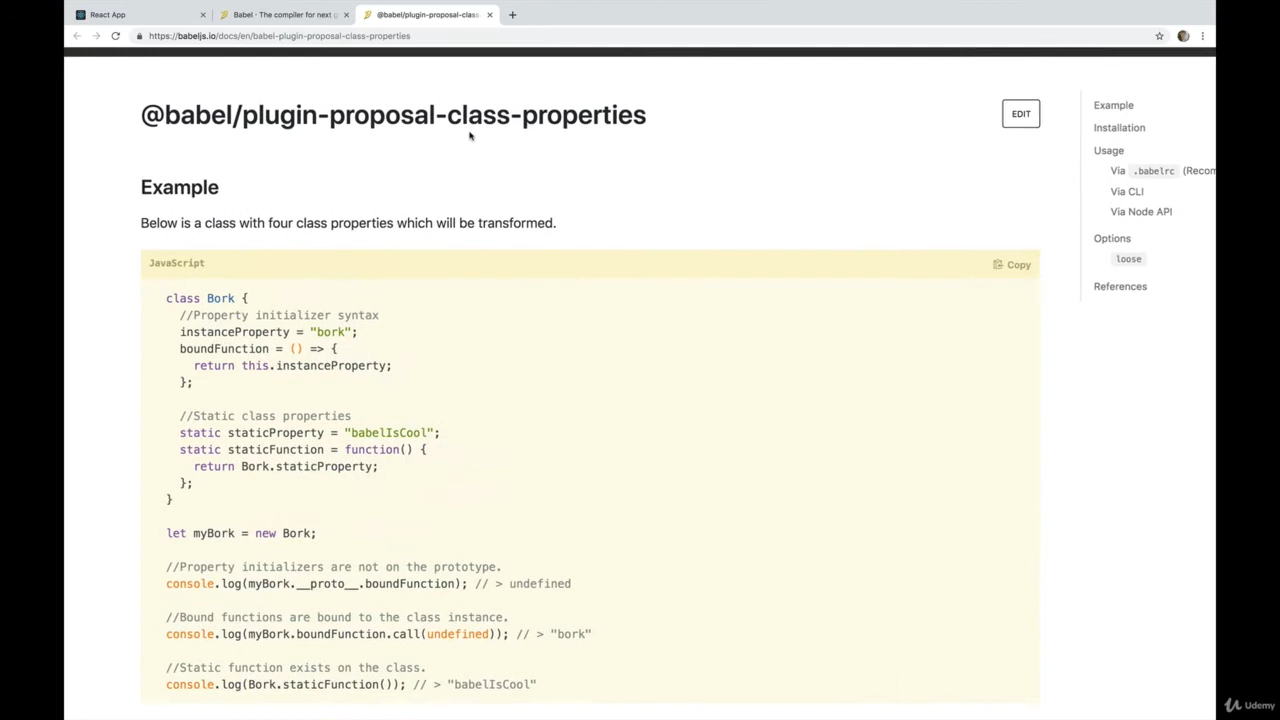 React App
Babel · The compiler for next g
@babel/plugin-proposal-class-
https://babeljs.io/docs/en/babel-plugin-proposal-class-properties
@babel/plugin-proposal-class-properties
EDIT
Example
Below is a class with four class properties which will be transformed.
JavaScript
Copy
class Bork {
//Property initializer syntax
instanceProperty = "bork";
boundFunction = () => {
return this.instanceProperty;
};
//Static class properties
static staticProperty = "babelIsCool";
static staticFunction = function() {
return Bork.staticProperty;
};
}
let myBork = new Bork;
//Property initializers are not on the prototype.
console.log(myBork.__proto__.boundFunction); // > undefined
//Bound functions are bound to the class instance.
console.log(myBork.boundFunction.call(undefined)); // > "bork"
//Static function exists on the class.
console.log(Bork.staticFunction()); // > "babelIsCool"
Example
Installation
Usage
Via .babelrc (Recom
Via CLI
Via Node API
Options
loose
References
Udemy